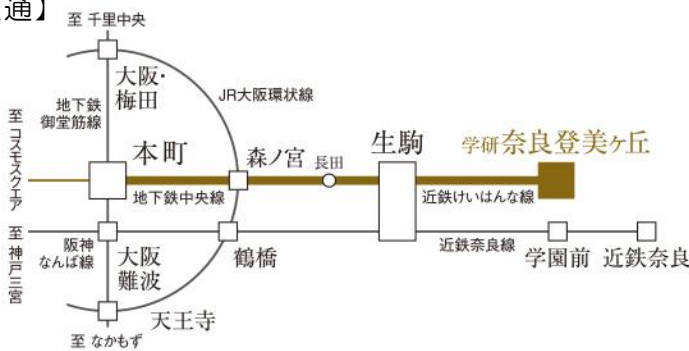 通】
至 千里中央
大阪・
梅田
地下鉄
御堂筋線
JR大阪環状線
至 コスモスクエア
本町
森ノ宮
長田
生駒
学研奈良登美ヶ丘
地下鉄中央線
近鉄けいはんな線
至 神戸三宮
阪神
なんば線
大阪
難波
鶴橋
近鉄奈良線
学園前
近鉄奈良
天王寺
至 なかもず